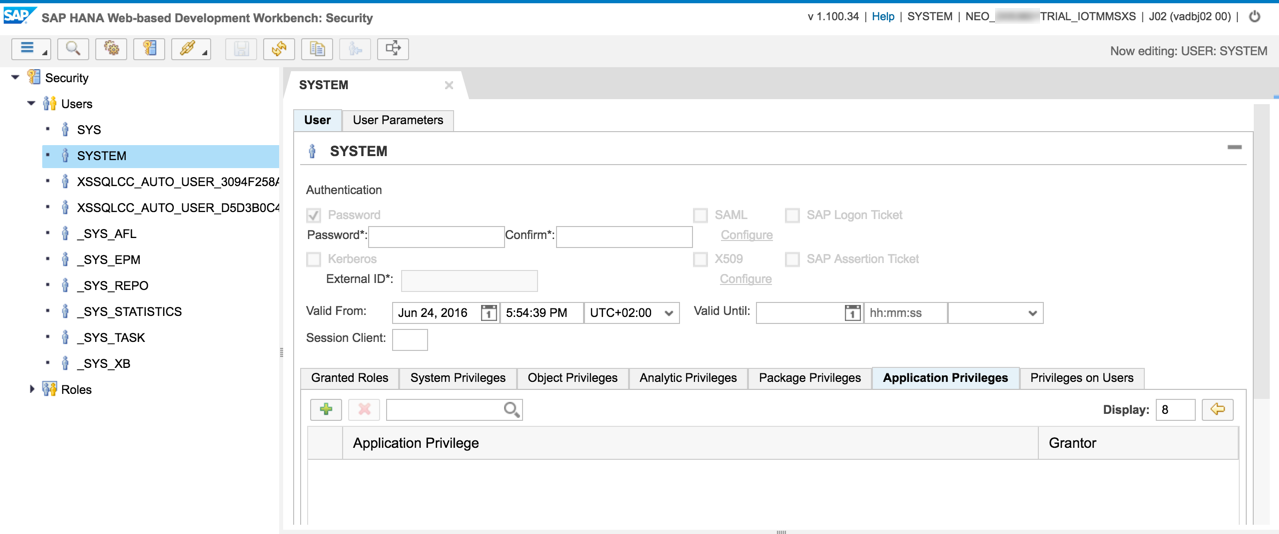 SAP SAP HANA Web-based Development Workbench: Security
v 1.100.34 | Help | SYSTEM | NEO_ TRIAL_IOTMMSXS | J02 (vadbj02 00) |
Now editing: USER: SYSTEM
Security
Users
SYS
SYSTEM
XSSQLCC_AUTO_USER_3094F258A
XSSQLCC_AUTO_USER_D5D3B0C4
_SYS_AFL
_SYS_EPM
_SYS_REPO
_SYS_STATISTICS
_SYS_TASK
_SYS_XB
Roles
SYSTEM
User User Parameters
SYSTEM
Authentication
Password SAML SAP Logon Ticket
Password*: Confirm*: Configure
Kerberos X509 SAP Assertion Ticket
External ID*: Configure
Valid From: Jun 24, 2016 1 5:54:39 PM UTC+02:00 Valid Until: 1 hh:mm:ss
Session Client:
Granted Roles System Privileges Object Privileges Analytic Privileges Package Privileges Application Privileges Privileges on Users
Display: 8
Application Privilege Grantor